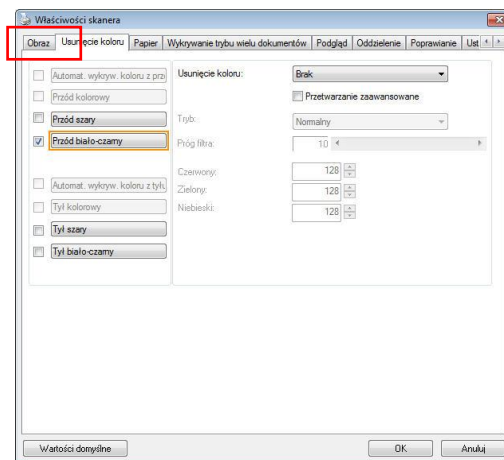 Właściwości skanera
Obraz Usunięcie koloru Papier Wykrywanie trybu wielu dokumentów Podgląd Oddzielenie Poprawianie Ust
Automat. wykryw. koloru z prze
Przód kolorowy
Przód szary
Przód biało-czarny
Automat. wykryw. koloru z tyłu
Tył kolorowy
Tył szary
Tył biało-czarny
Usunięcie koloru: Brak
Przetwarzanie zaawansowane
Tryb: Normalny
Próg filtra: 10
Czerwony: 128
Zielony: 128
Niebieski: 128
Wartości domyślne OK Anuluj